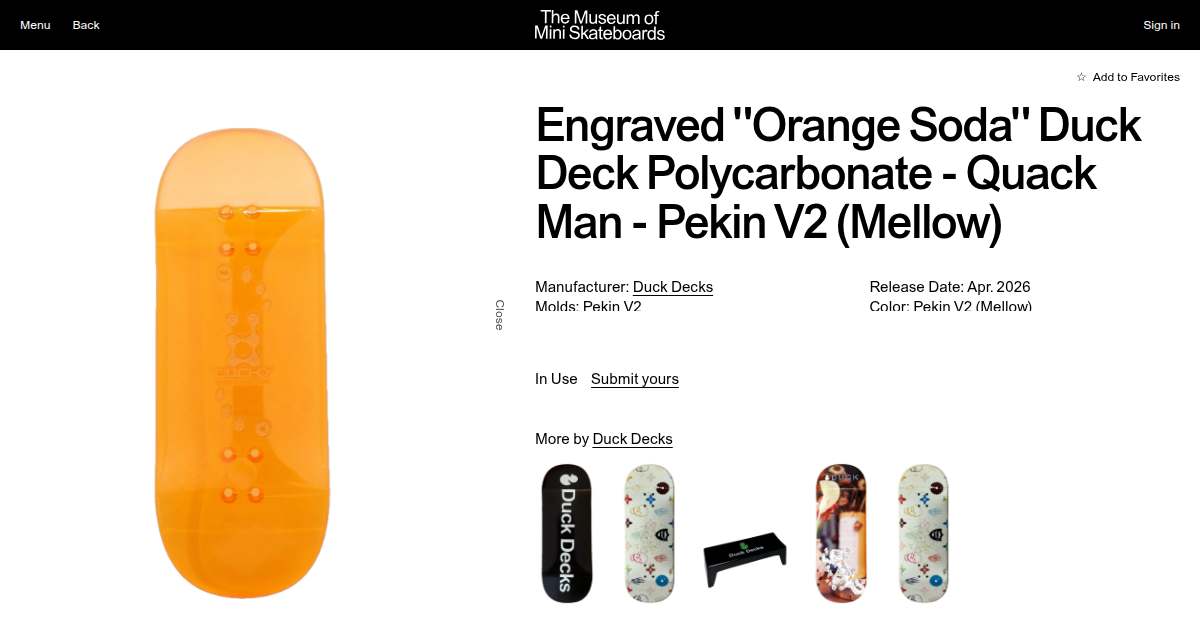 Menu
Back
The Museum of
Mini Skateboards
Sign in
☆ Add to Favorites
Engraved "Orange Soda" Duck
Deck Polycarbonate - Quack
Man - Pekin V2 (Mellow)
Manufacturer: Duck Decks
Release Date: Apr. 2026
Molds: Pekin V2
Color: Pekin V2 (Mellow)
Close
In Use
Submit yours
More by Duck Decks
Duck Decks
Duck Decks
DUCK